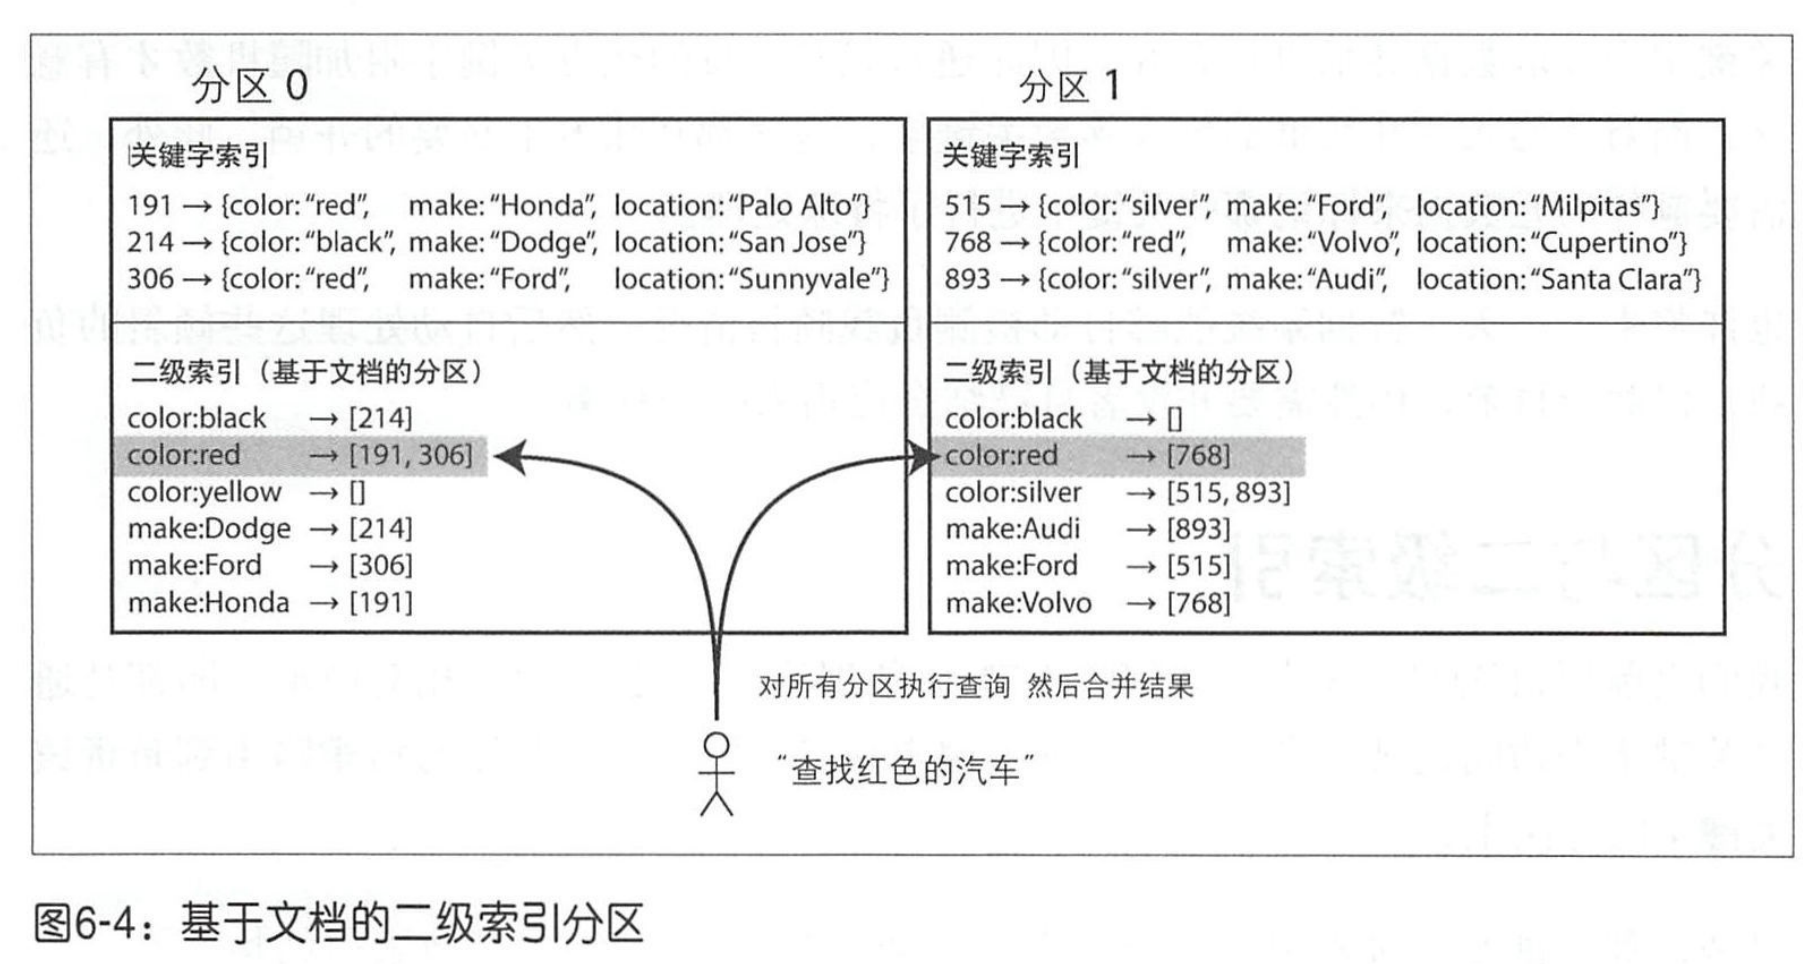 分区 0
关键字索引
191 → {color: “red”, make: “Honda”, location: “Palo Alto”}
214 → {color: “black”, make: “Dodge”, location: “San Jose”}
306 → {color: “red”, make: “Ford”, location: “Sunnyvale”}
二级索引（基于文档的分区）
color:black → [214]
color:red → [191, 306]
color:yellow → []
make:Dodge → [214]
make:Ford → [306]
make:Honda → [191]
分区 1
关键字索引
515 → {color: “silver”, make: “Ford”, location: “Milpitas”}
768 → {color: “red”, make: “Volvo”, location: “Cupertino”}
893 → {color: “silver”, make: “Audi”, location: “Santa Clara”}
二级索引（基于文档的分区）
color:black → []
color:red → [768]
color:silver → [515, 893]
make:Audi → [893]
make:Ford → [515]
make:Volvo → [768]
对所有分区执行查询 然后合并结果
“查找红色的汽车”
图6-4：基于文档的二级索引分区